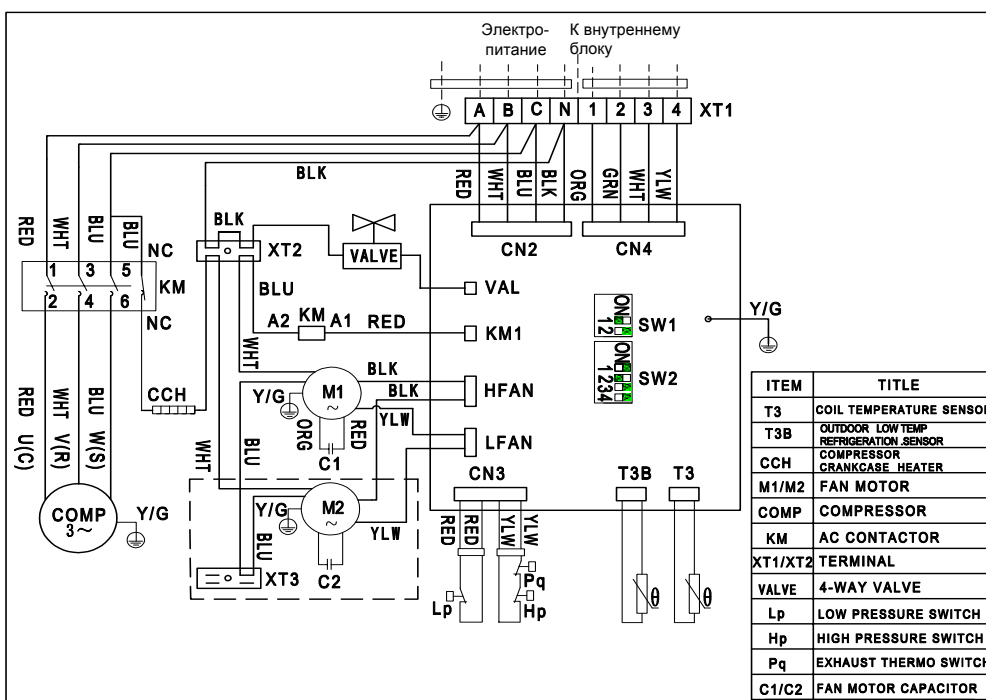 Электро-
питание
К внутреннему
блоку
A B C N 1 2 3 4 XT1
RED WHT BLU BLK ORG GRN WHT YLW
BLK
CN2 CN4
RED WHT BLU BLU
NC
1 3 5
KM
2 4 6
NC
BLK
XT2
VALVE
VAL
BLU
A2 KM A1 RED
KM1
WHT
BLK
BLK
HFAN
Y/G
M1
~
ORG
RED
YLW
C1
LFAN
ON
1 2
SW1
ON
1 2 3 4
SW2
Y/G
CCH
RED U(C)
WHT V(R)
BLU W(S)
COMP
3~
Y/G
WHT
BLU
Y/G
M2
~
YLW
BLU
XT3
C2
CN3
RED RED YLW YLW
Pq
Lp
Hp
T3B T3
θ θ
ITEM TITLE
T3 COIL TEMPERATURE SENSOR
T3B OUTDOOR LOW TEMP
REFRIGERATION .SENSOR
CCH COMPRESSOR
CRANKCASE HEATER
M1/M2 FAN MOTOR
COMP COMPRESSOR
KM AC CONTACTOR
XT1/XT2 TERMINAL
VALVE 4-WAY VALVE
Lp LOW PRESSURE SWITCH
Hp HIGH PRESSURE SWITCH
Pq EXHAUST THERMO SWITCH
C1/C2 FAN MOTOR CAPACITOR